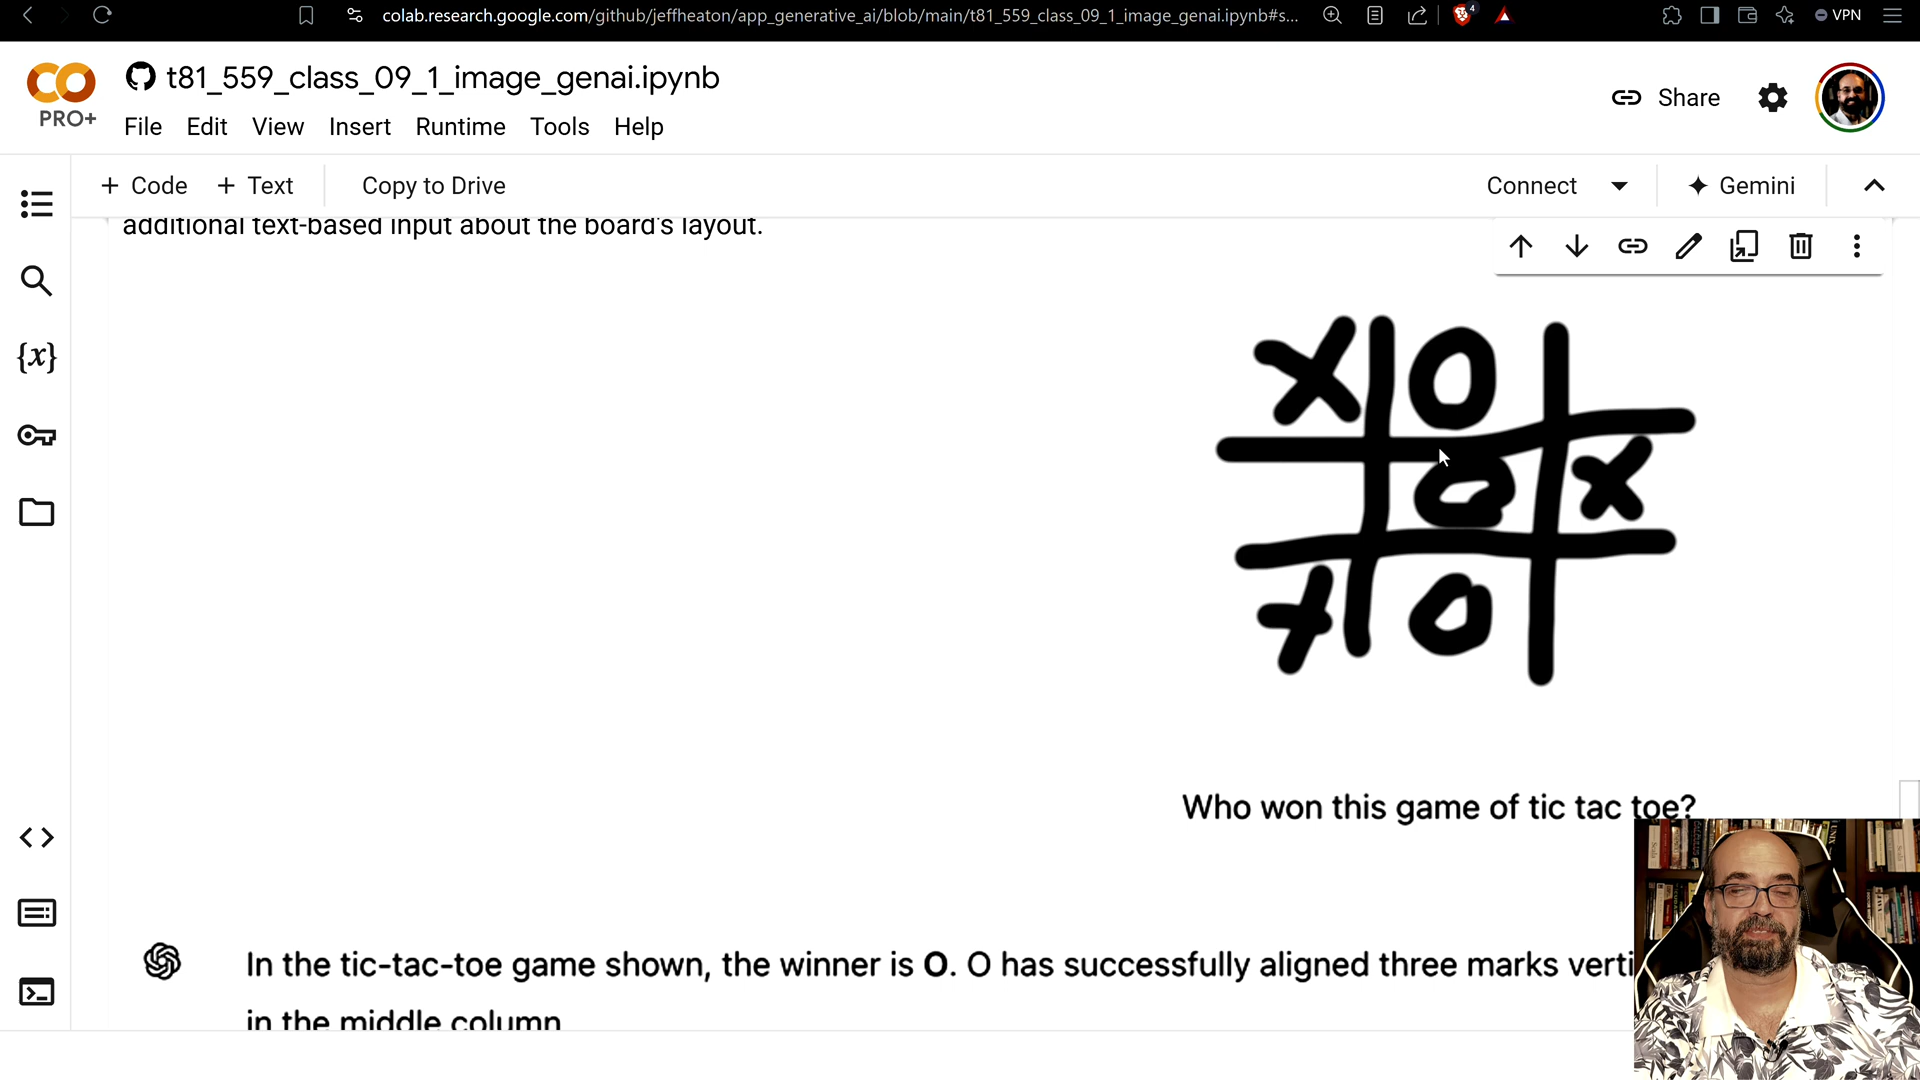 colab.research.google.com/github/jeffheaton/app_generative_ai/blob/main/t81_559_class_09_1_image_genai.ipynb#s...
4
VPN
PRO+
t81_559_class_09_1_image_genai.ipynb
File Edit View Insert Runtime Tools Help
Share
+ Code + Text Copy to Drive
Connect
Gemini
additional text-based input about the board's layout.
{x}
X O
O X
X O
Who won this game of tic tac toe?
In the tic-tac-toe game shown, the winner is O. O has successfully aligned three marks verti
in the middle column